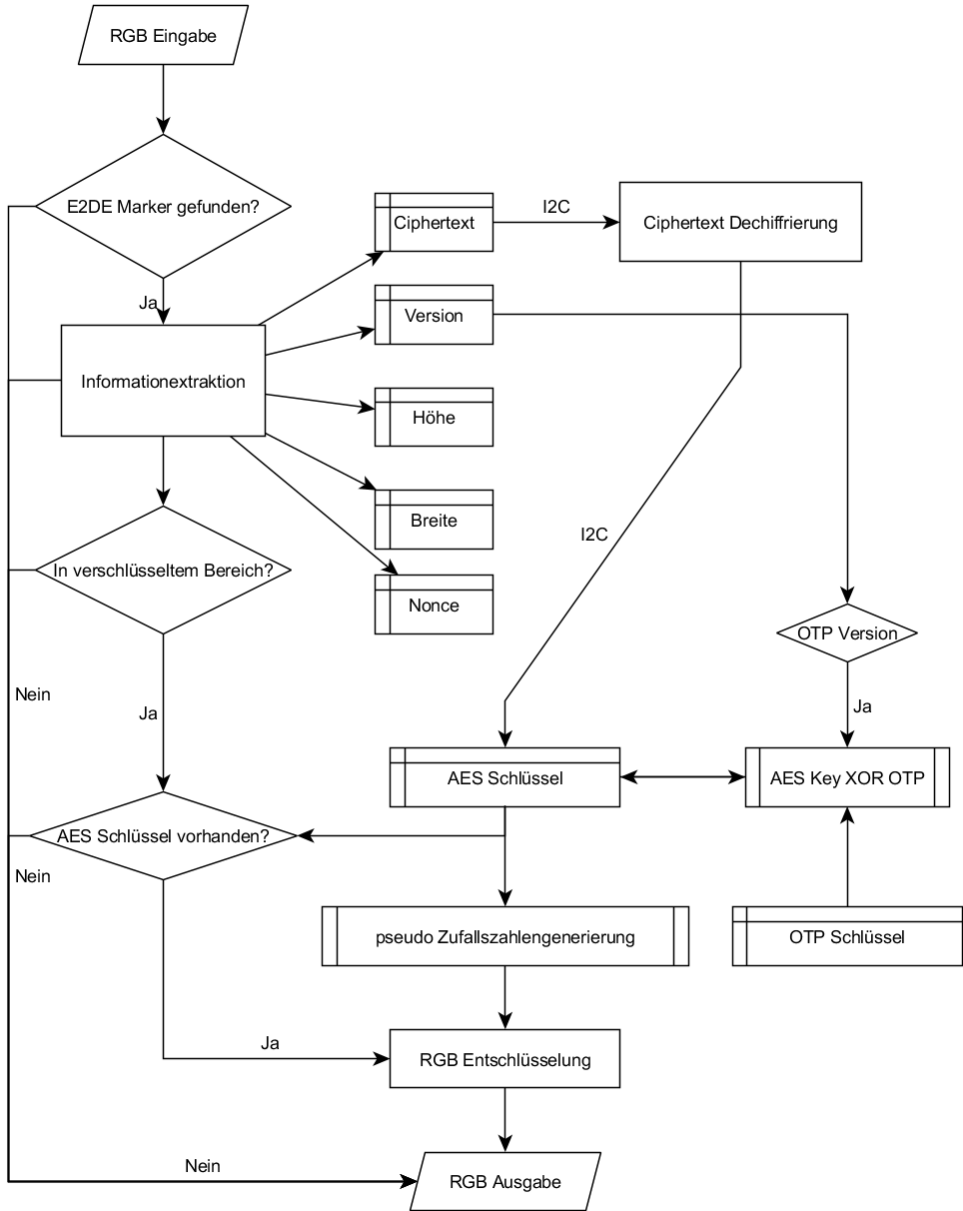 RGB Eingabe
E2DE Marker gefunden?
Ciphertext
I2C
Ciphertext Dechiffrierung
Ja
Version
Informationextraktion
Höhe
Breite
I2C
In verschlüsseltem Bereich?
Nonce
OTP Version
Nein
Ja
Ja
AES Schlüssel
AES Key XOR OTP
AES Schlüssel vorhanden?
Nein
pseudo Zufallszahlengenerierung
OTP Schlüssel
Ja
RGB Entschlüsselung
Nein
RGB Ausgabe